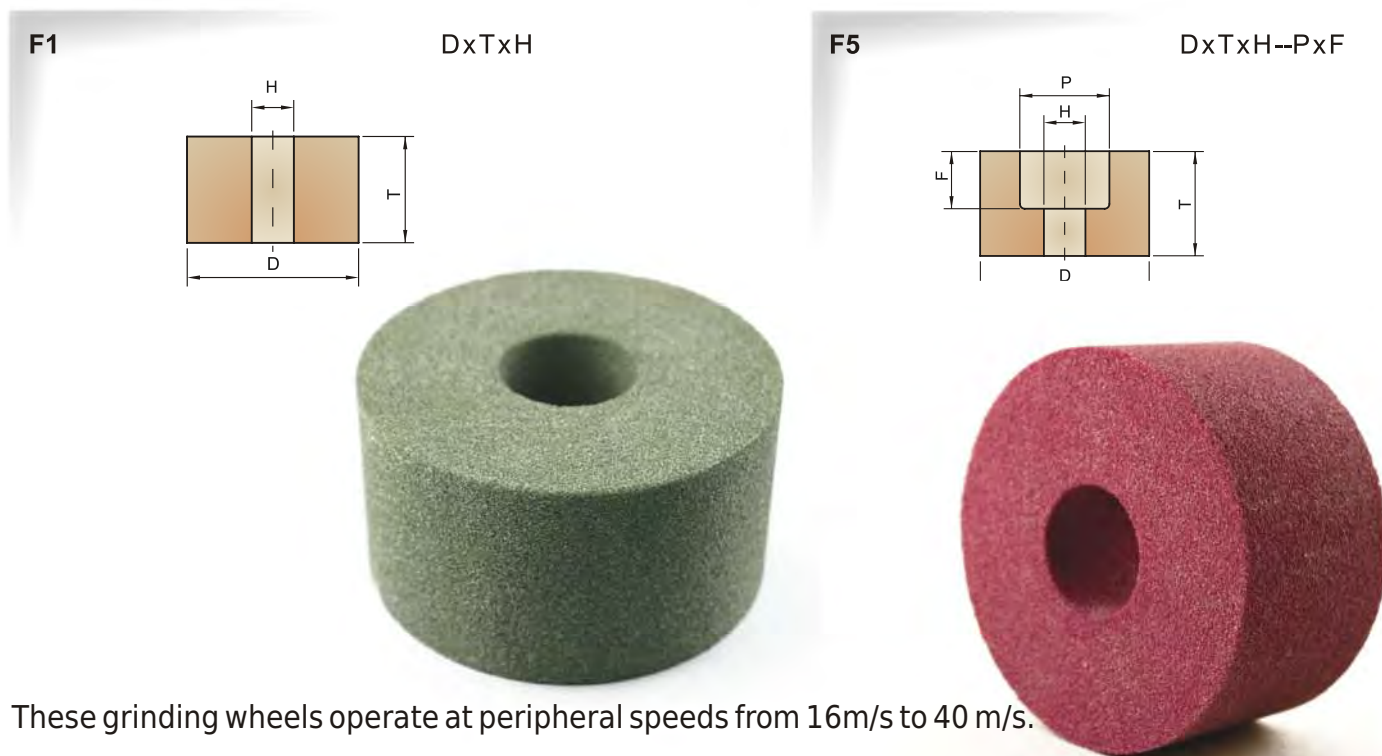 F1 DxTxH
H
T
D
F5 DxTxH--PxF
P
H
F
T
D
These grinding wheels operate at peripheral speeds from 16m/s to 40 m/s.